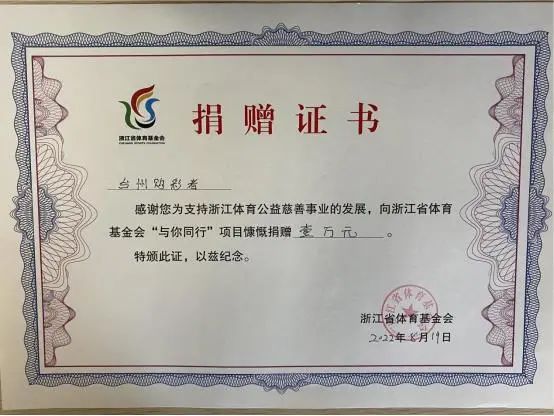 捐赠证书
浙江省体育基金会
ZHEJIANG SPORTS FOUNDATION
台州购彩者
感谢您为支持浙江体育公益慈善事业的发展，向浙江省体育
基金会“与你同行”项目慷慨捐赠 壹万元 。
特颁此证，以兹纪念。
浙江省体育基金会
2022年8月19日